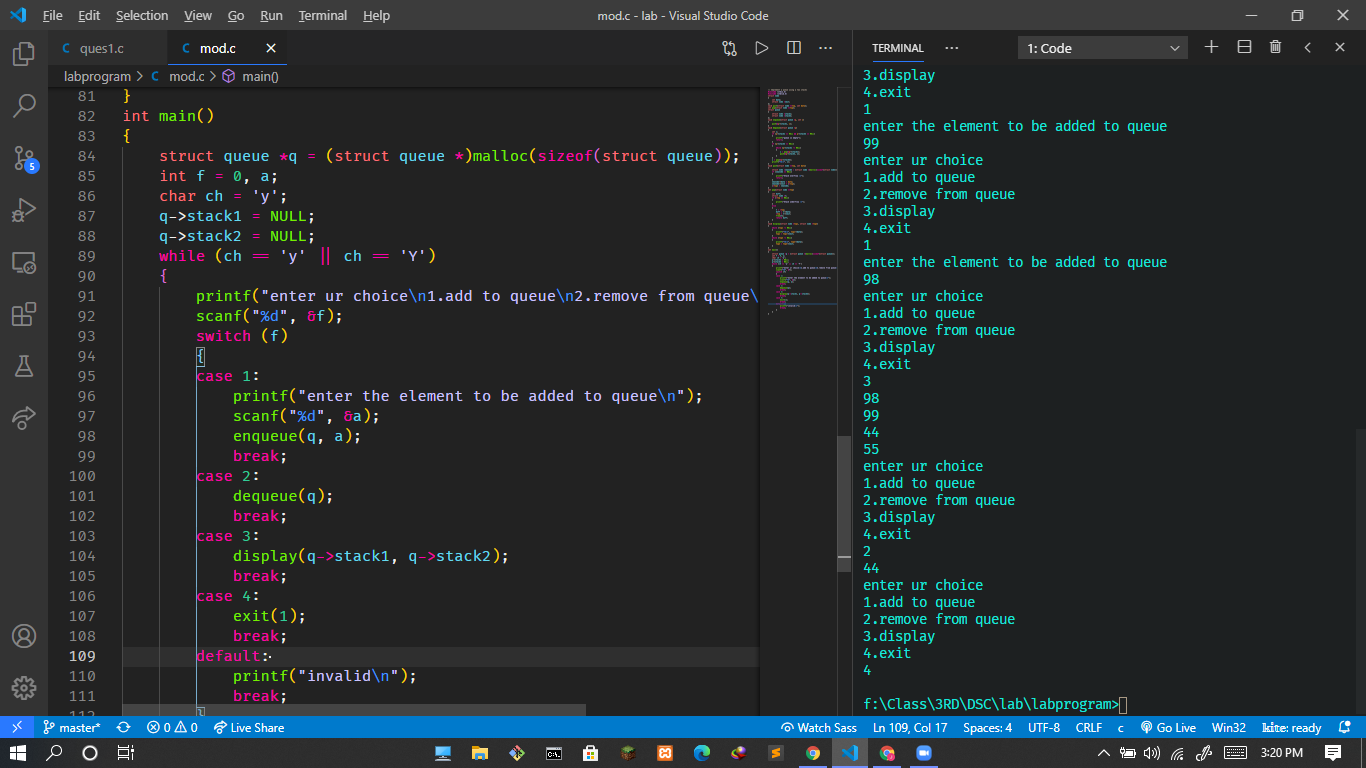 File Edit Selection View Go Run Terminal Help mod.c - lab - Visual Studio Code
ques1.c mod.c
labprogram > C mod.c > main()
81 }
82 int main()
83 {
84 struct queue *q = (struct queue *)malloc(sizeof(struct queue));
85 int f = 0, a;
86 char ch = 'y';
87 q->stack1 = NULL;
88 q->stack2 = NULL;
89 while (ch == 'y' || ch == 'Y')
90 {
91 printf("enter ur choice\n1.add to queue\n2.remove from queue\
92 scanf("%d", &f);
93 switch (f)
94 {
95 case 1:
96 printf("enter the element to be added to queue\n");
97 scanf("%d", &a);
98 enqueue(q, a);
99 break;
100 case 2:
101 dequeue(q);
102 break;
103 case 3:
104 display(q->stack1, q->stack2);
105 break;
106 case 4:
107 exit(1);
108 break;
109 default:
110 printf("invalid\n");
111 break;
112 }
TERMINAL 1: Code
3.display
4.exit
1
enter the element to be added to queue
99
enter ur choice
1.add to queue
2.remove from queue
3.display
4.exit
1
enter the element to be added to queue
98
enter ur choice
1.add to queue
2.remove from queue
3.display
4.exit
3
98
99
44
55
enter ur choice
1.add to queue
2.remove from queue
3.display
4.exit
2
44
enter ur choice
1.add to queue
2.remove from queue
3.display
4.exit
4
f:\Class\3RD\DSC\lab\labprogram>
5
master* 0 0 Live Share Watch Sass Ln 109, Col 17 Spaces: 4 UTF-8 CRLF c Go Live Win32 kite: ready
3:20 PM